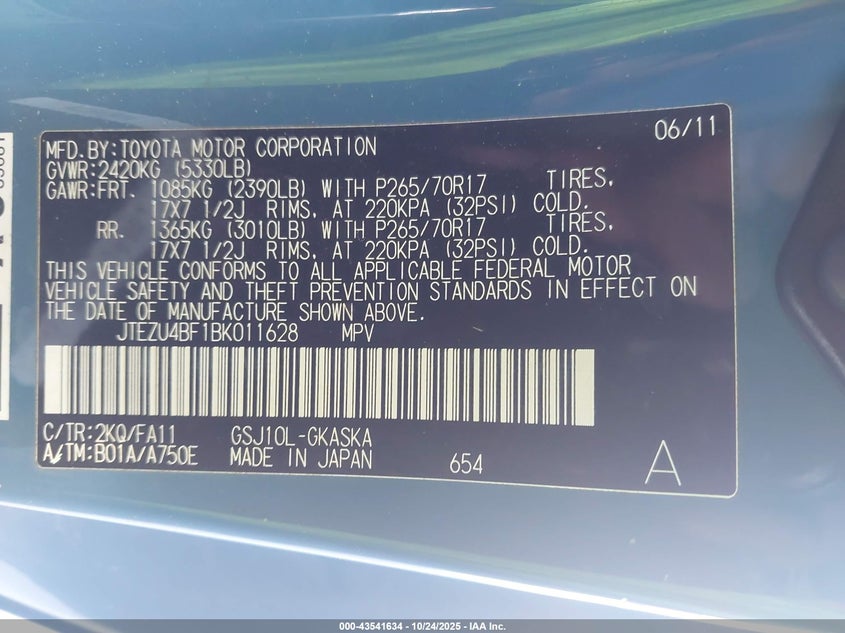 06/11
MFD.BY:TOYOTA MOTOR CORPORATION
GVWR:2420KG (5330LB)
GAWR:FRT. 1085KG (2390LB) WITH P265/70R17 TIRES,
17X7 1/2J RIMS, AT 220KPA (32PSI) COLD.
RR. 1365KG (3010LB) WITH P265/70R17 TIRES,
17X7 1/2J RIMS, AT 220KPA (32PSI) COLD.
THIS VEHICLE CONFORMS TO ALL APPLICABLE FEDERAL MOTOR
VEHICLE SAFETY AND THEFT PREVENTION STANDARDS IN EFFECT ON
THE DATE OF MANUFACTURE SHOWN ABOVE.
JTEZU4BF1BK011628 MPV
C/TR:2KQ/FA11 GSJ10L-GKASKA
A/TM:B01A/A750E MADE IN JAPAN 654 A
000-43541634 - 10/24/2025 - IAA Inc.